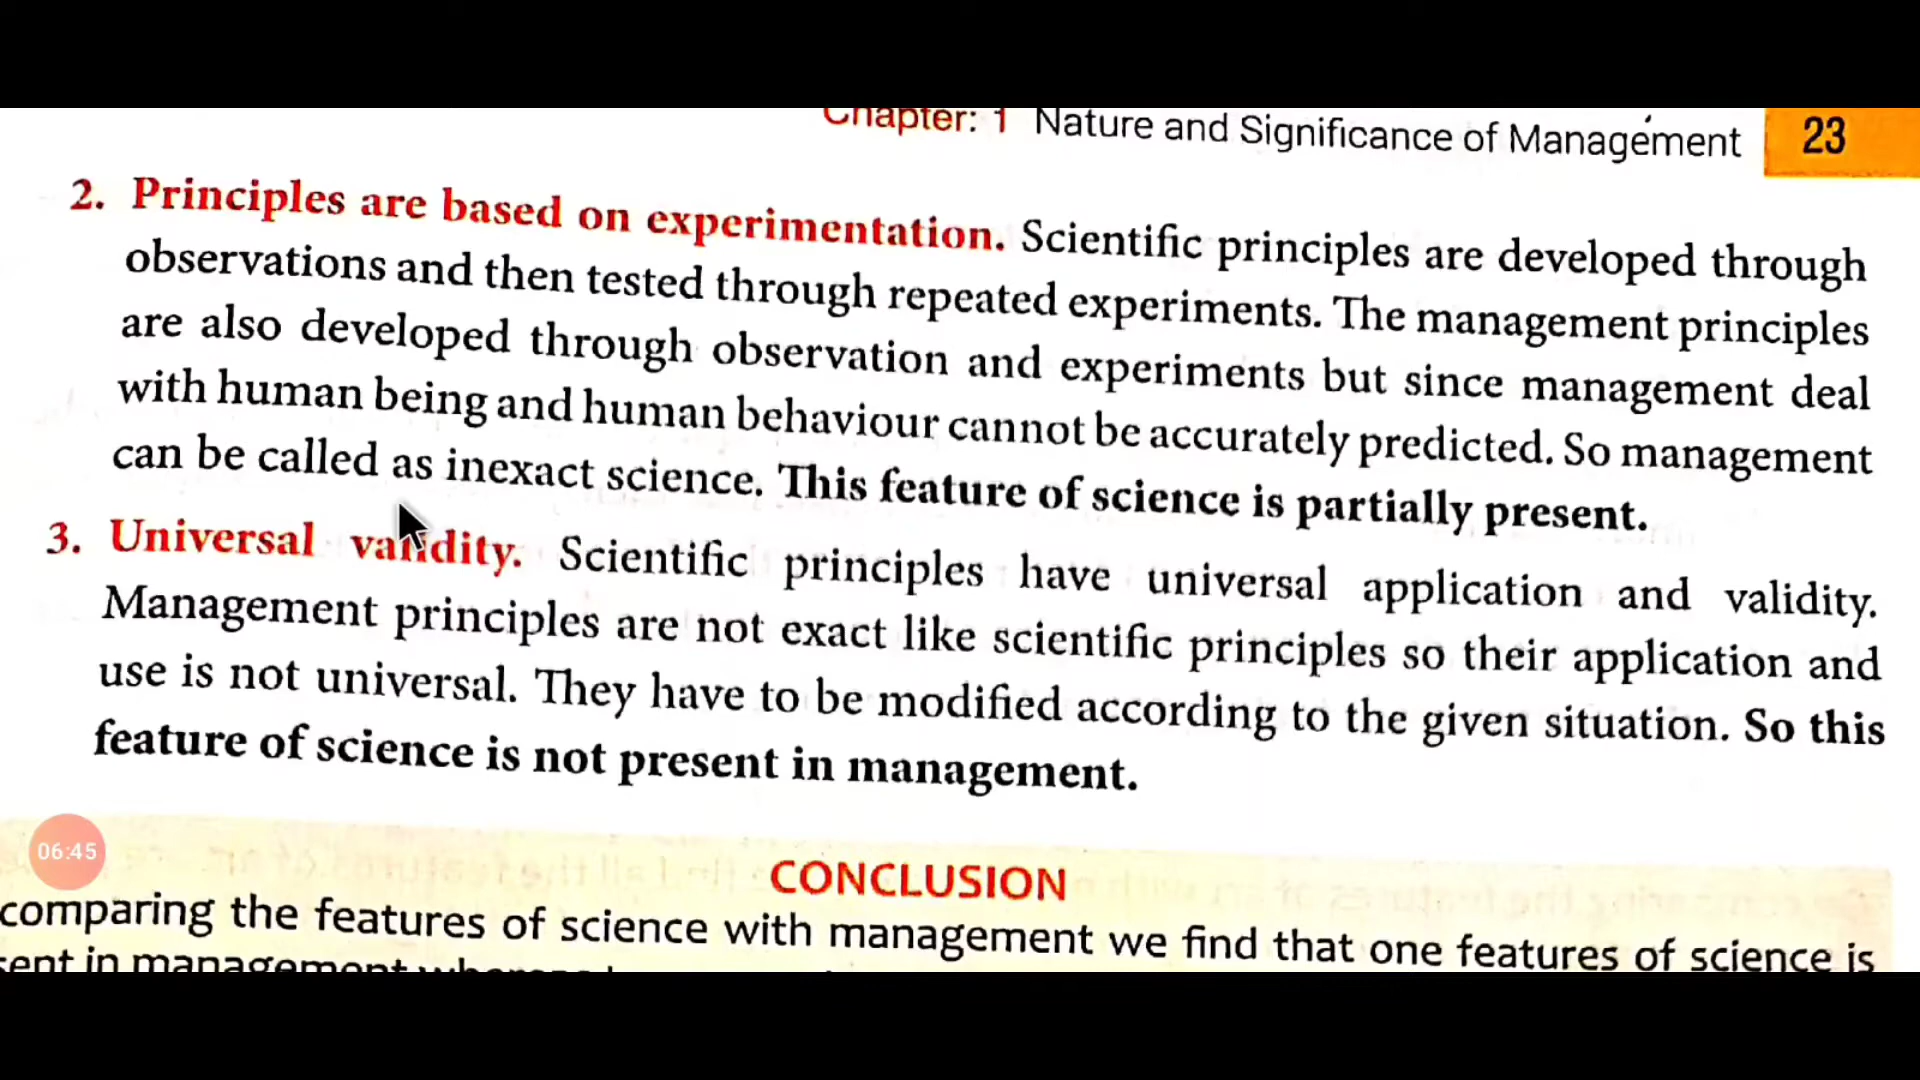 Chapter: 1 Nature and Significance of Management 23
2. Principles are based on experimentation. Scientific principles are developed through
observations and then tested through repeated experiments. The management principles
are also developed through observation and experiments but since management deal
with human being and human behaviour cannot be accurately predicted. So management
can be called as inexact science. This feature of science is partially present.
3. Universal validity. Scientific principles have universal application and validity.
Management principles are not exact like scientific principles so their application and
use is not universal. They have to be modified according to the given situation. So this
feature of science is not present in management.
06:45
CONCLUSION
comparing the features of science with management we find that one features of science is
in management